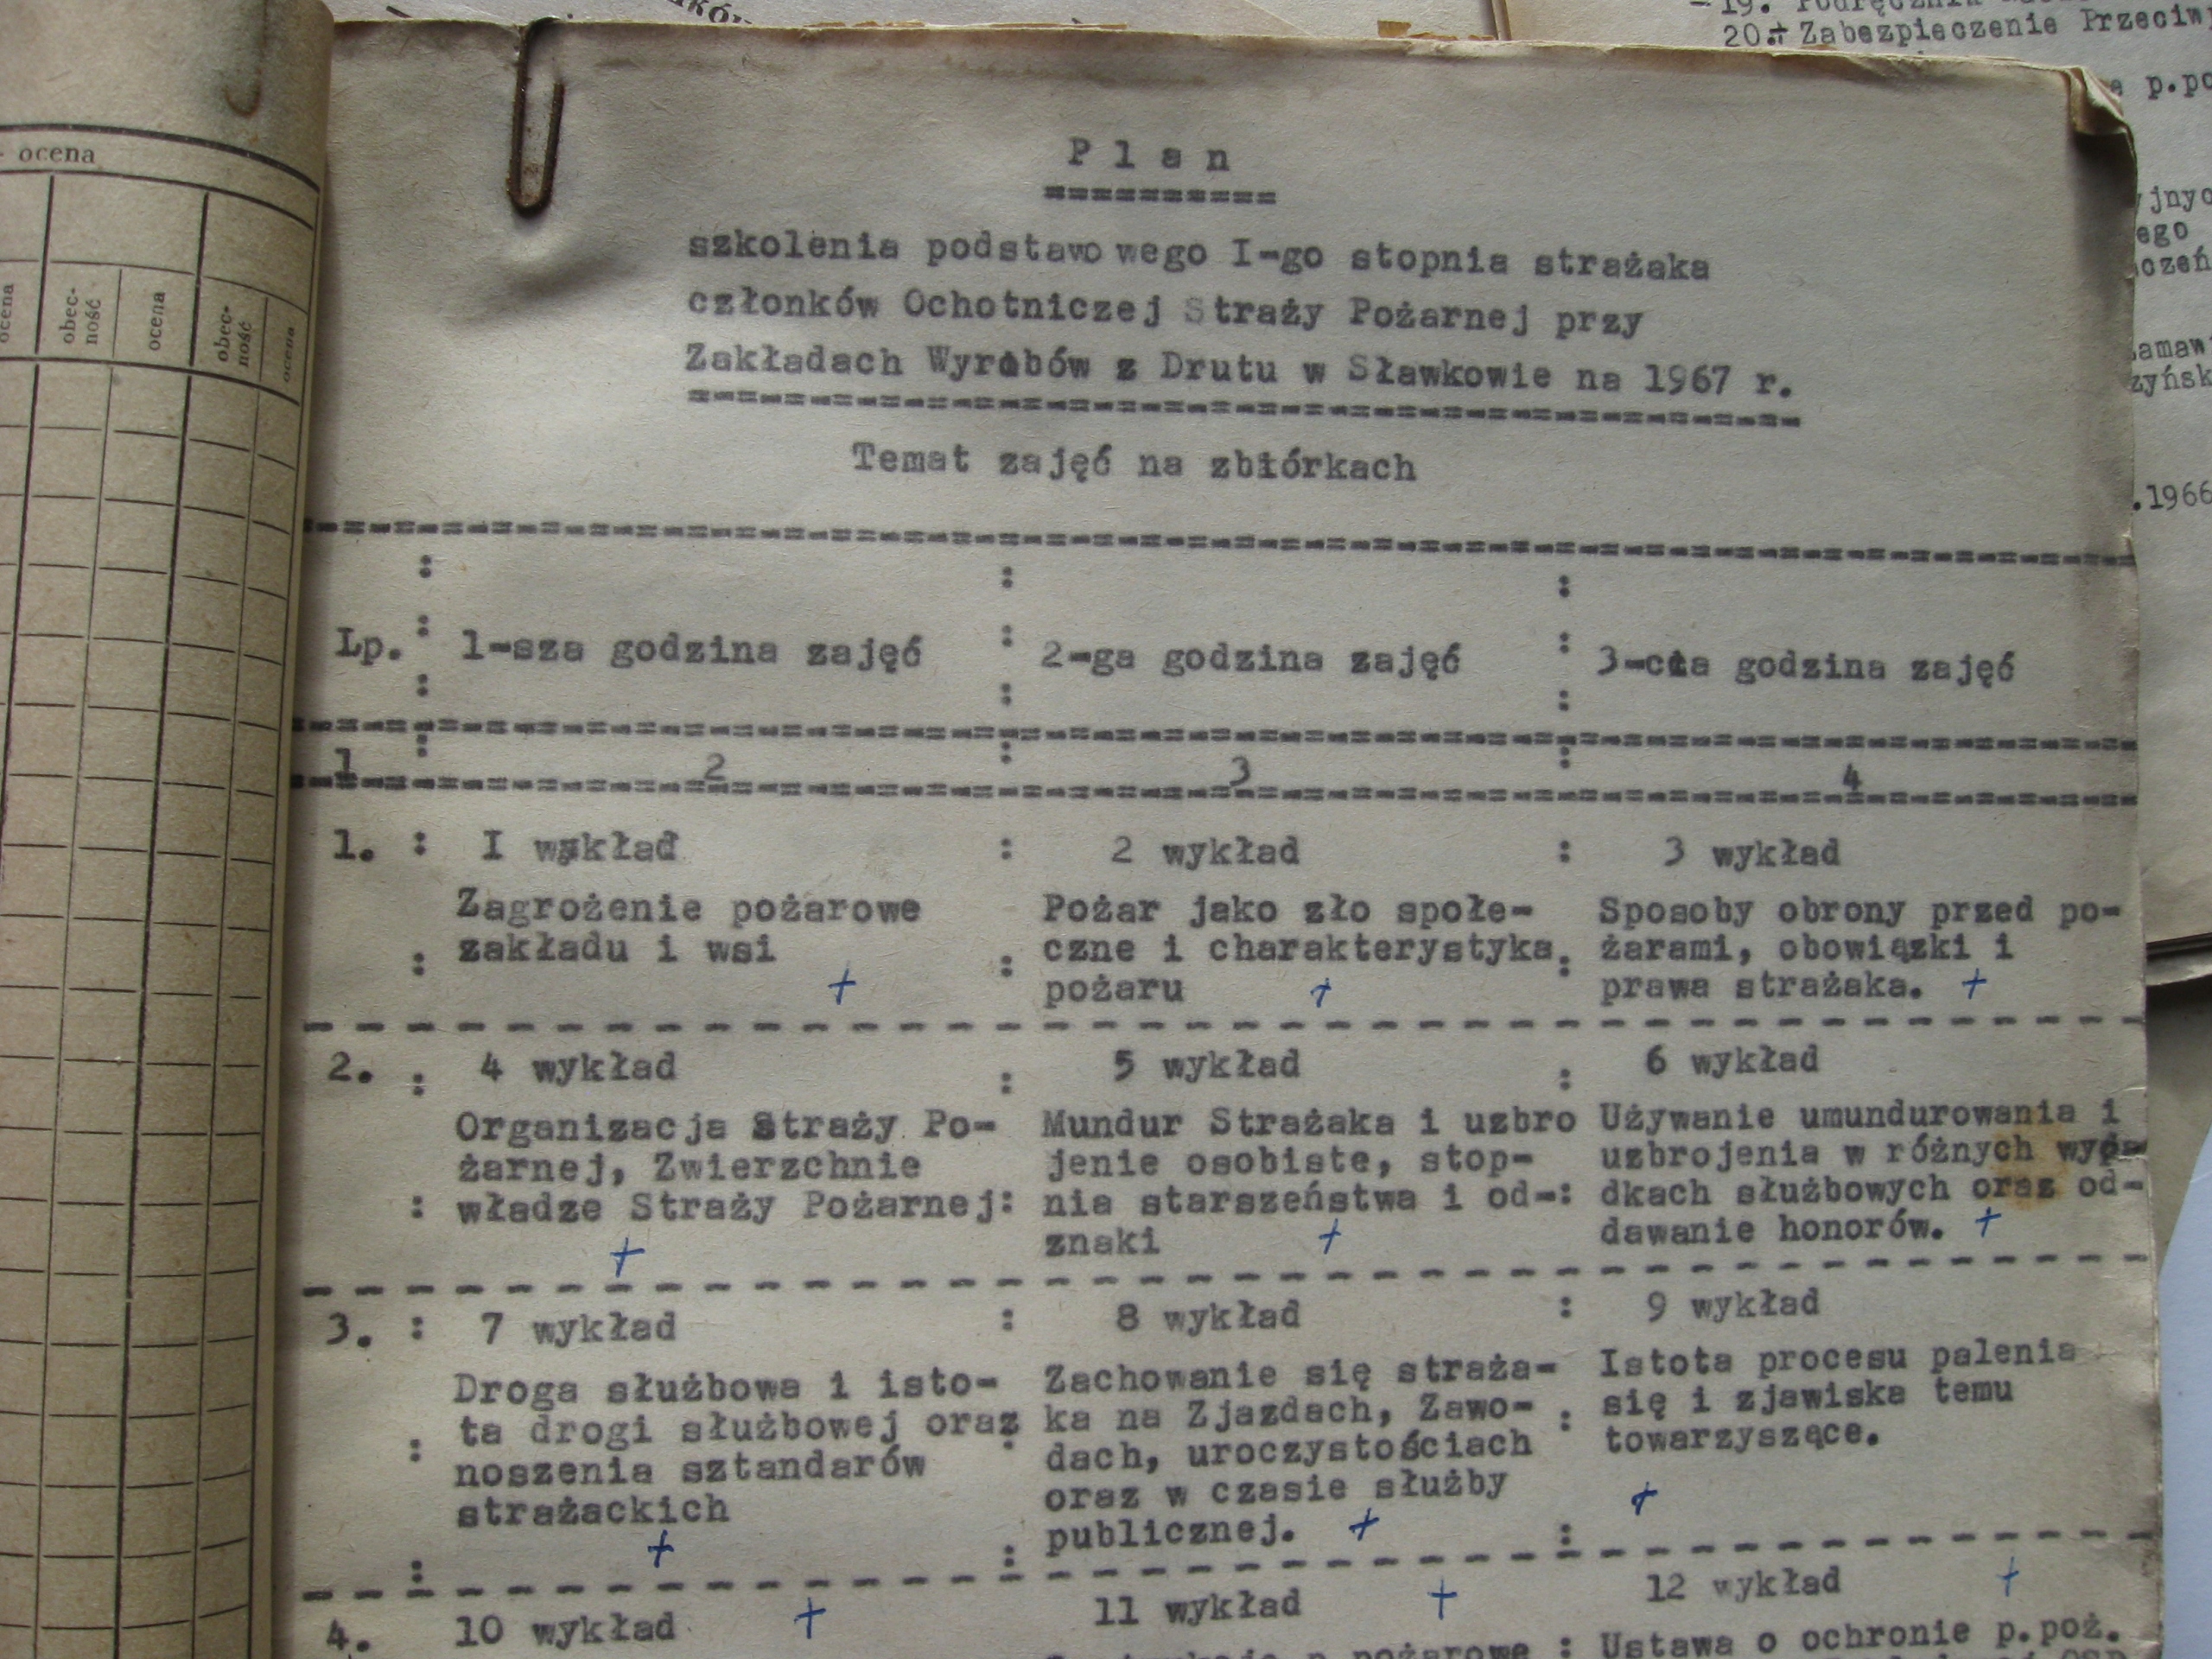 P l a n
==========
szkolenia podstawowego I-go stopnia strażaka
członków Ochotniczej Straży Pożarnej przy
Zakładach Wyrobów z Drutu w Sławkowie na 1967 r.
Temat zajęć na zbiórkach
Lp. : 1-sza godzina zajęć : 2-ga godzina zajęć : 3-cia godzina zajęć
1 : 2 : 3 : 4
1. : I wykład : 2 wykład : 3 wykład
Zagrożenie pożarowe Pożar jako zło społe- Sposoby obrony przed po-
: zakładu i wsi : czne i charakterystyka : żarami, obowiązki i
+ pożaru + prawa strażaka. +
2. : 4 wykład : 5 wykład : 6 wykład
Organizacja Straży Po- Mundur Strażaka i uzbro Używanie umundurowania i
żarnej, Zwierzchnie jenie osobiste, stop- uzbrojenia w różnych wypa-
: władze Straży Pożarnej: nia starszeństwa i od-: dkach służbowych oraz od-
+ znaki + dawanie honorów. +
3. : 7 wykład : 8 wykład : 9 wykład
Droga służbowa i isto- Zachowanie się straża- Istota procesu palenia
ta drogi służbowej oraz ka na Zjazdach, Zawo- : się i zjawiska temu
: noszenia sztandarów dach, uroczystościach towarzyszące.
strażackich oraz w czasie służby +
+ publicznej. +
4. 10 wykład + 11 wykład + 12 wykład +
pożarowe : Ustawa o ochronie p.poż.
ocena
ocena
obec-
ność
ocena
obec-
ność
ocena
20.+ Zabezpieczenie
p.po
.1966